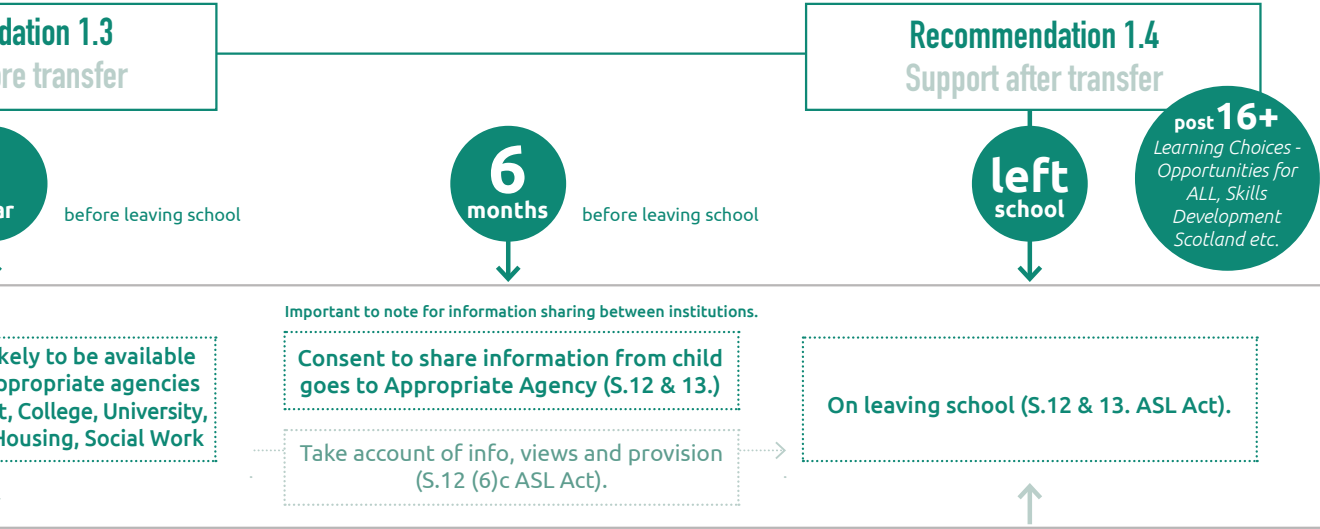 dation 1.3
re transfer
Recommendation 1.4
Support after transfer
post 16+
Learning Choices -
Opportunities for
ALL, Skills
Development
Scotland etc.
ar
before leaving school
6
months
before leaving school
left
school
Important to note for information sharing between institutions.
kely to be available
ppropriate agencies
t, College, University,
Housing, Social Work
Consent to share information from child
goes to Appropriate Agency (S.12 & 13.)
Take account of info, views and provision
(S.12 (6)c ASL Act).
On leaving school (S.12 & 13. ASL Act).